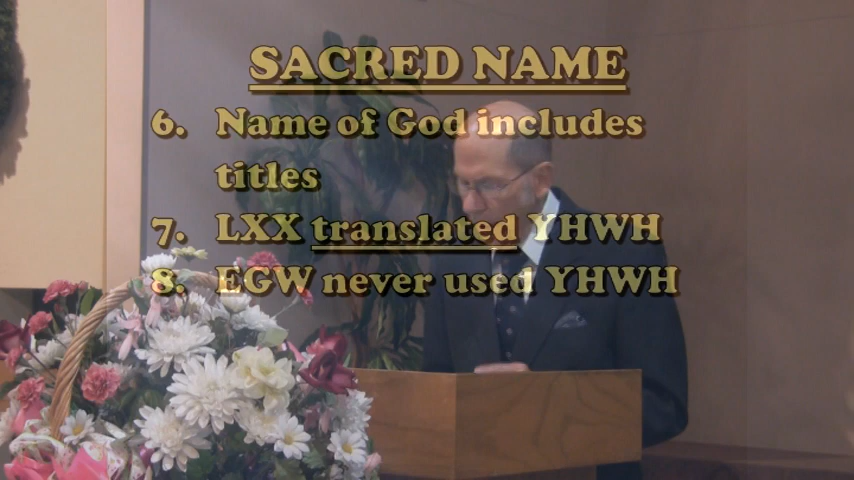 SACRED NAME
6. Name of God includes
titles
7. LXX translated YHWH
8. EGW never used YHWH